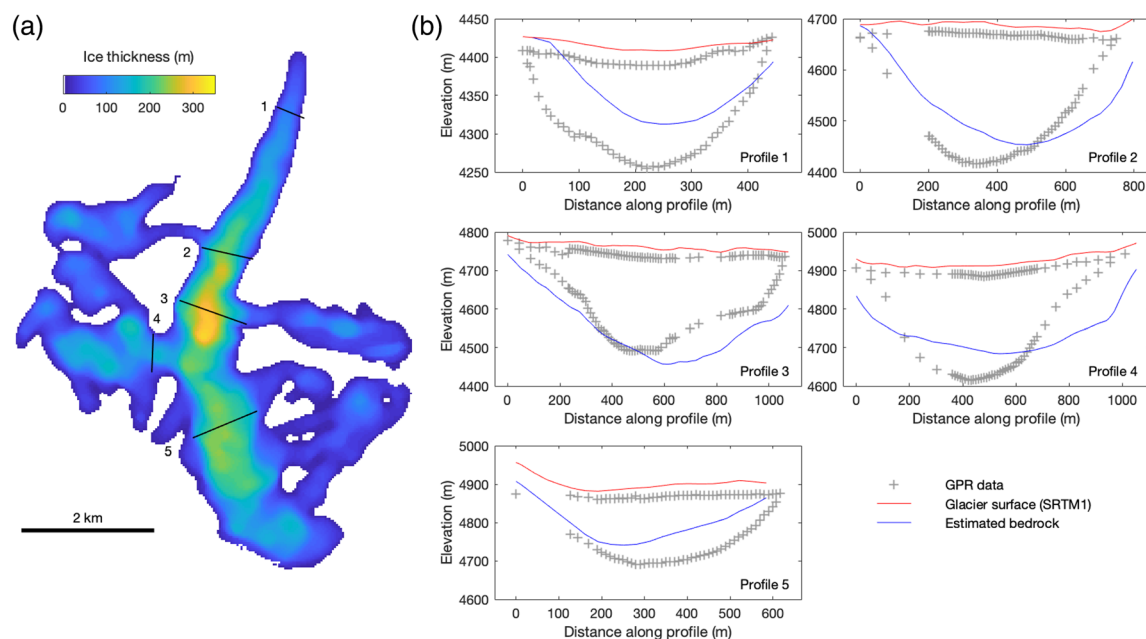 (a)
Ice thickness (m)
0 100 200 300
1
2
3
4
5
2 km
(b)
4450
4400
4350
4300
4250
Elevation (m)
0 100 200 300 400
Distance along profile (m)
Profile 1
4700
4600
4500
4400
0 200 400 600 800
Distance along profile (m)
Profile 2
4800
4700
4600
4500
4400
Elevation (m)
0 200 400 600 800 1000
Distance along profile (m)
Profile 3
5000
4900
4800
4700
4600
0 200 400 600 800 1000
Distance along profile (m)
Profile 4
5000
4900
4800
4700
4600
Elevation (m)
0 100 200 300 400 500 600
Distance along profile (m)
Profile 5
GPR data
Glacier surface (SRTM1)
Estimated bedrock